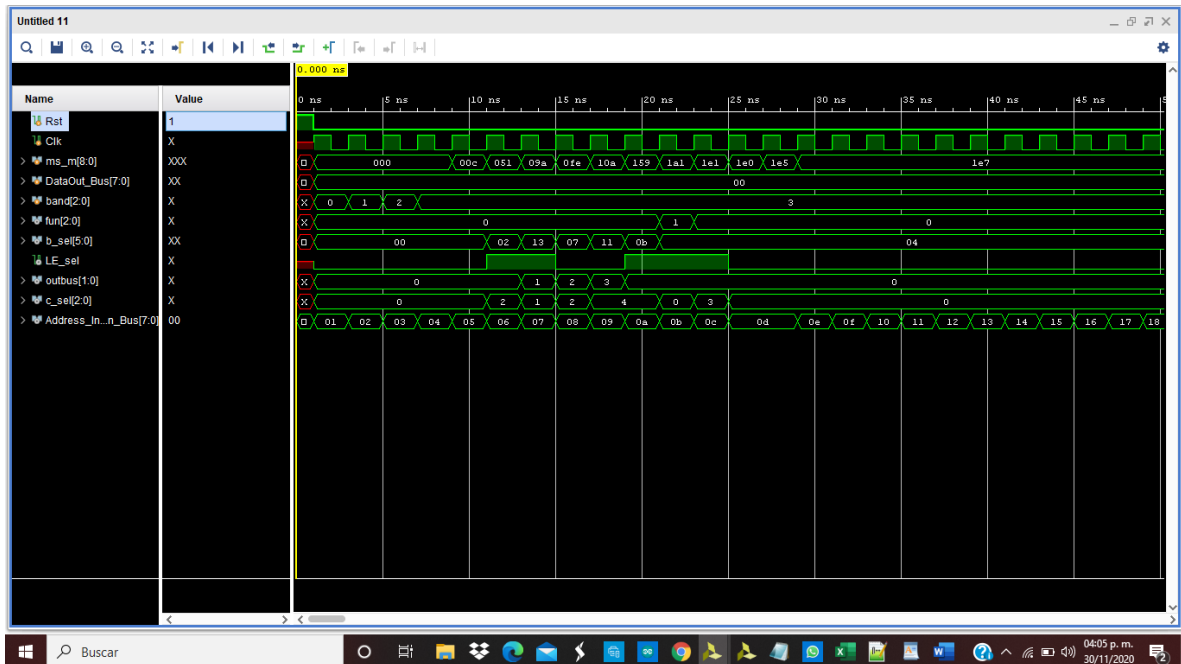 Untitled 11
0.000 ns
Name Value
0 ns 5 ns 10 ns 15 ns 20 ns 25 ns 30 ns 35 ns 40 ns 45 ns 5
Rst 1
Clk X
ms_m[8:0] XXX 000 00c 051 09a 0fe 10a 159 1a1 1e1 1e0 1e5 1e7
DataOut_Bus[7:0] XX 00
band[2:0] X X 0 1 2 3
fun[2:0] X X 0 1 0
b_sel[5:0] XX 00 02 13 07 11 0b 04
LE_sel X
outbus[1:0] X X 0 1 2 3 0
c_sel[2:0] X X 0 2 1 2 4 0 3 0
Address_In...n_Bus[7:0] 00 01 02 03 04 05 06 07 08 09 0a 0b 0c 0d 0e 0f 10 11 12 13 14 15 16 17 18
Buscar
04:05 p. m.
30/11/2020